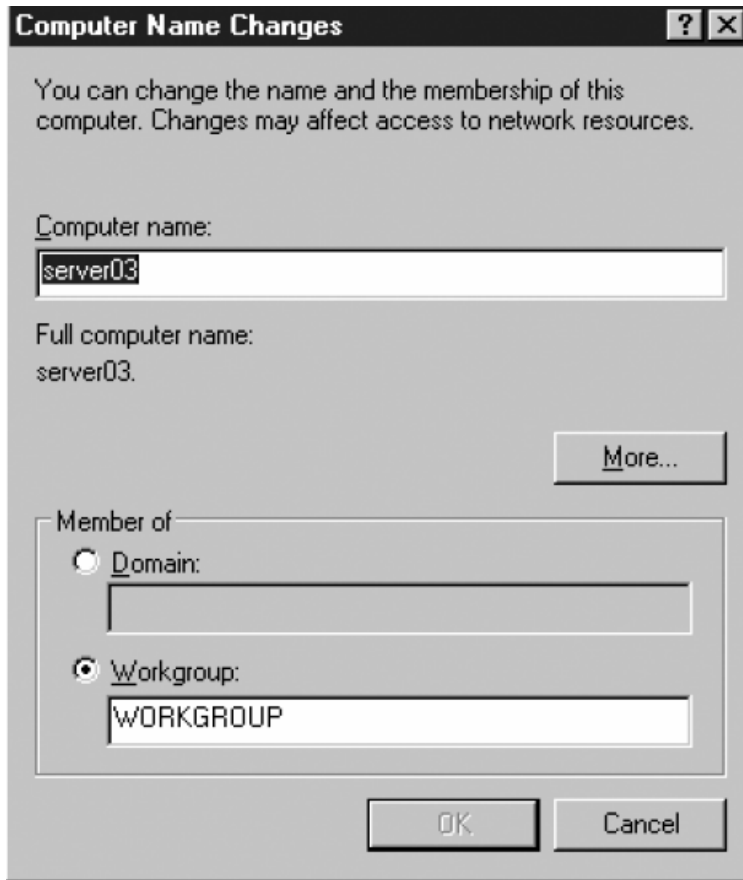 Computer Name Changes
You can change the name and the membership of this
computer. Changes may affect access to network resources.
Computer name:
server03
Full computer name:
server03.
More...
Member of
Domain:
Workgroup:
WORKGROUP
OK Cancel